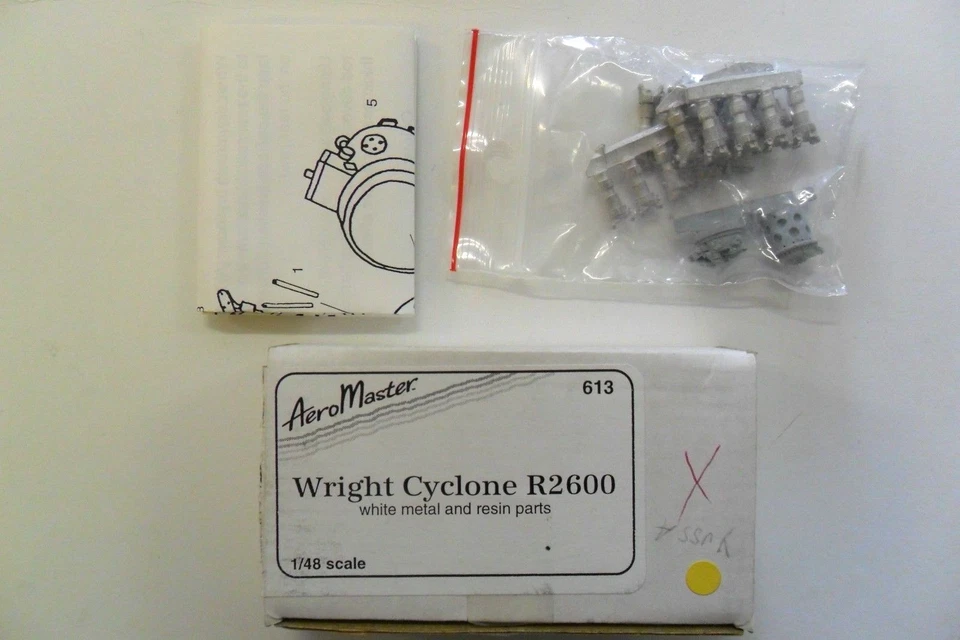 5
1
3
AeroMaster
613
Wright Cyclone R2600
white metal and resin parts
1/48 scale
X